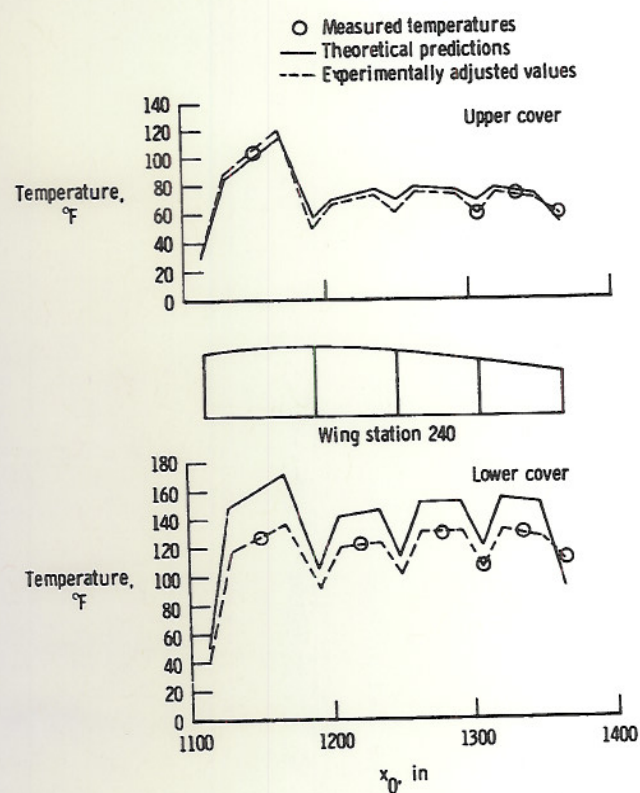 Measured temperatures
Theoretical predictions
Experimentally adjusted values
Upper cover
140
120
100
80
60
40
20
0
Temperature,
°F
Wing station 240
Lower cover
180
160
140
120
100
80
60
40
20
0
Temperature,
°F
1100
1200
1300
1400
x0, in